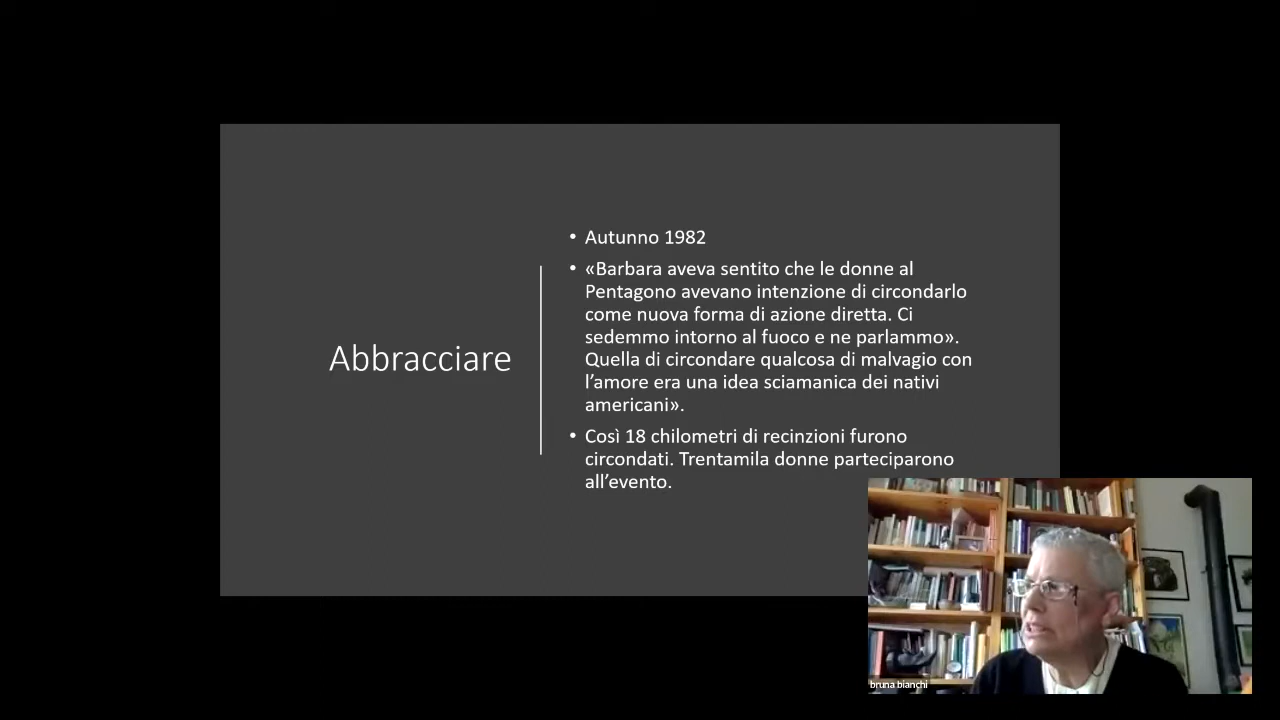 Abbracciare
• Autunno 1982
• «Barbara aveva sentito che le donne al
Pentagono avevano intenzione di circondarlo
come nuova forma di azione diretta. Ci
sedemmo intorno al fuoco e ne parlammo».
Quella di circondare qualcosa di malvagio con
l’amore era una idea sciamanica dei nativi
americani».
• Così 18 chilometri di recinzioni furono
circondati. Trentamila donne parteciparono
all’evento.
bruna bianchi